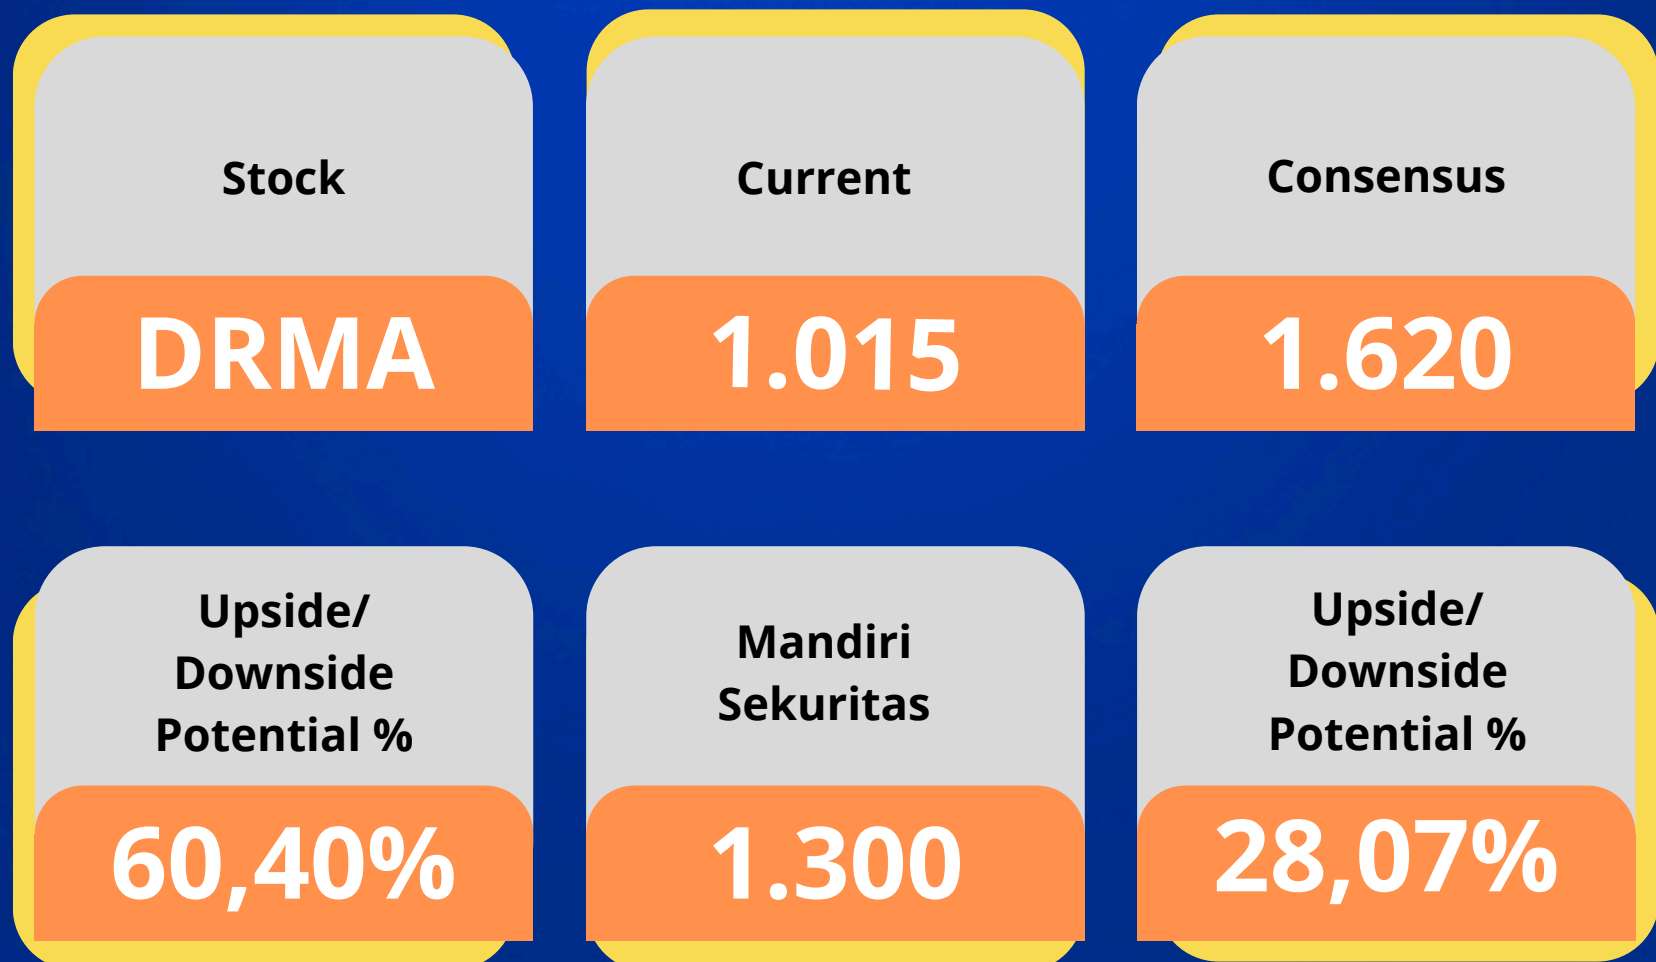 Stock
DRMA
Current
1.015
Consensus
1.620
Upside/
Downside
Potential %
60,40%
Mandiri
Sekuritas
1.300
Upside/
Downside
Potential %
28,07%